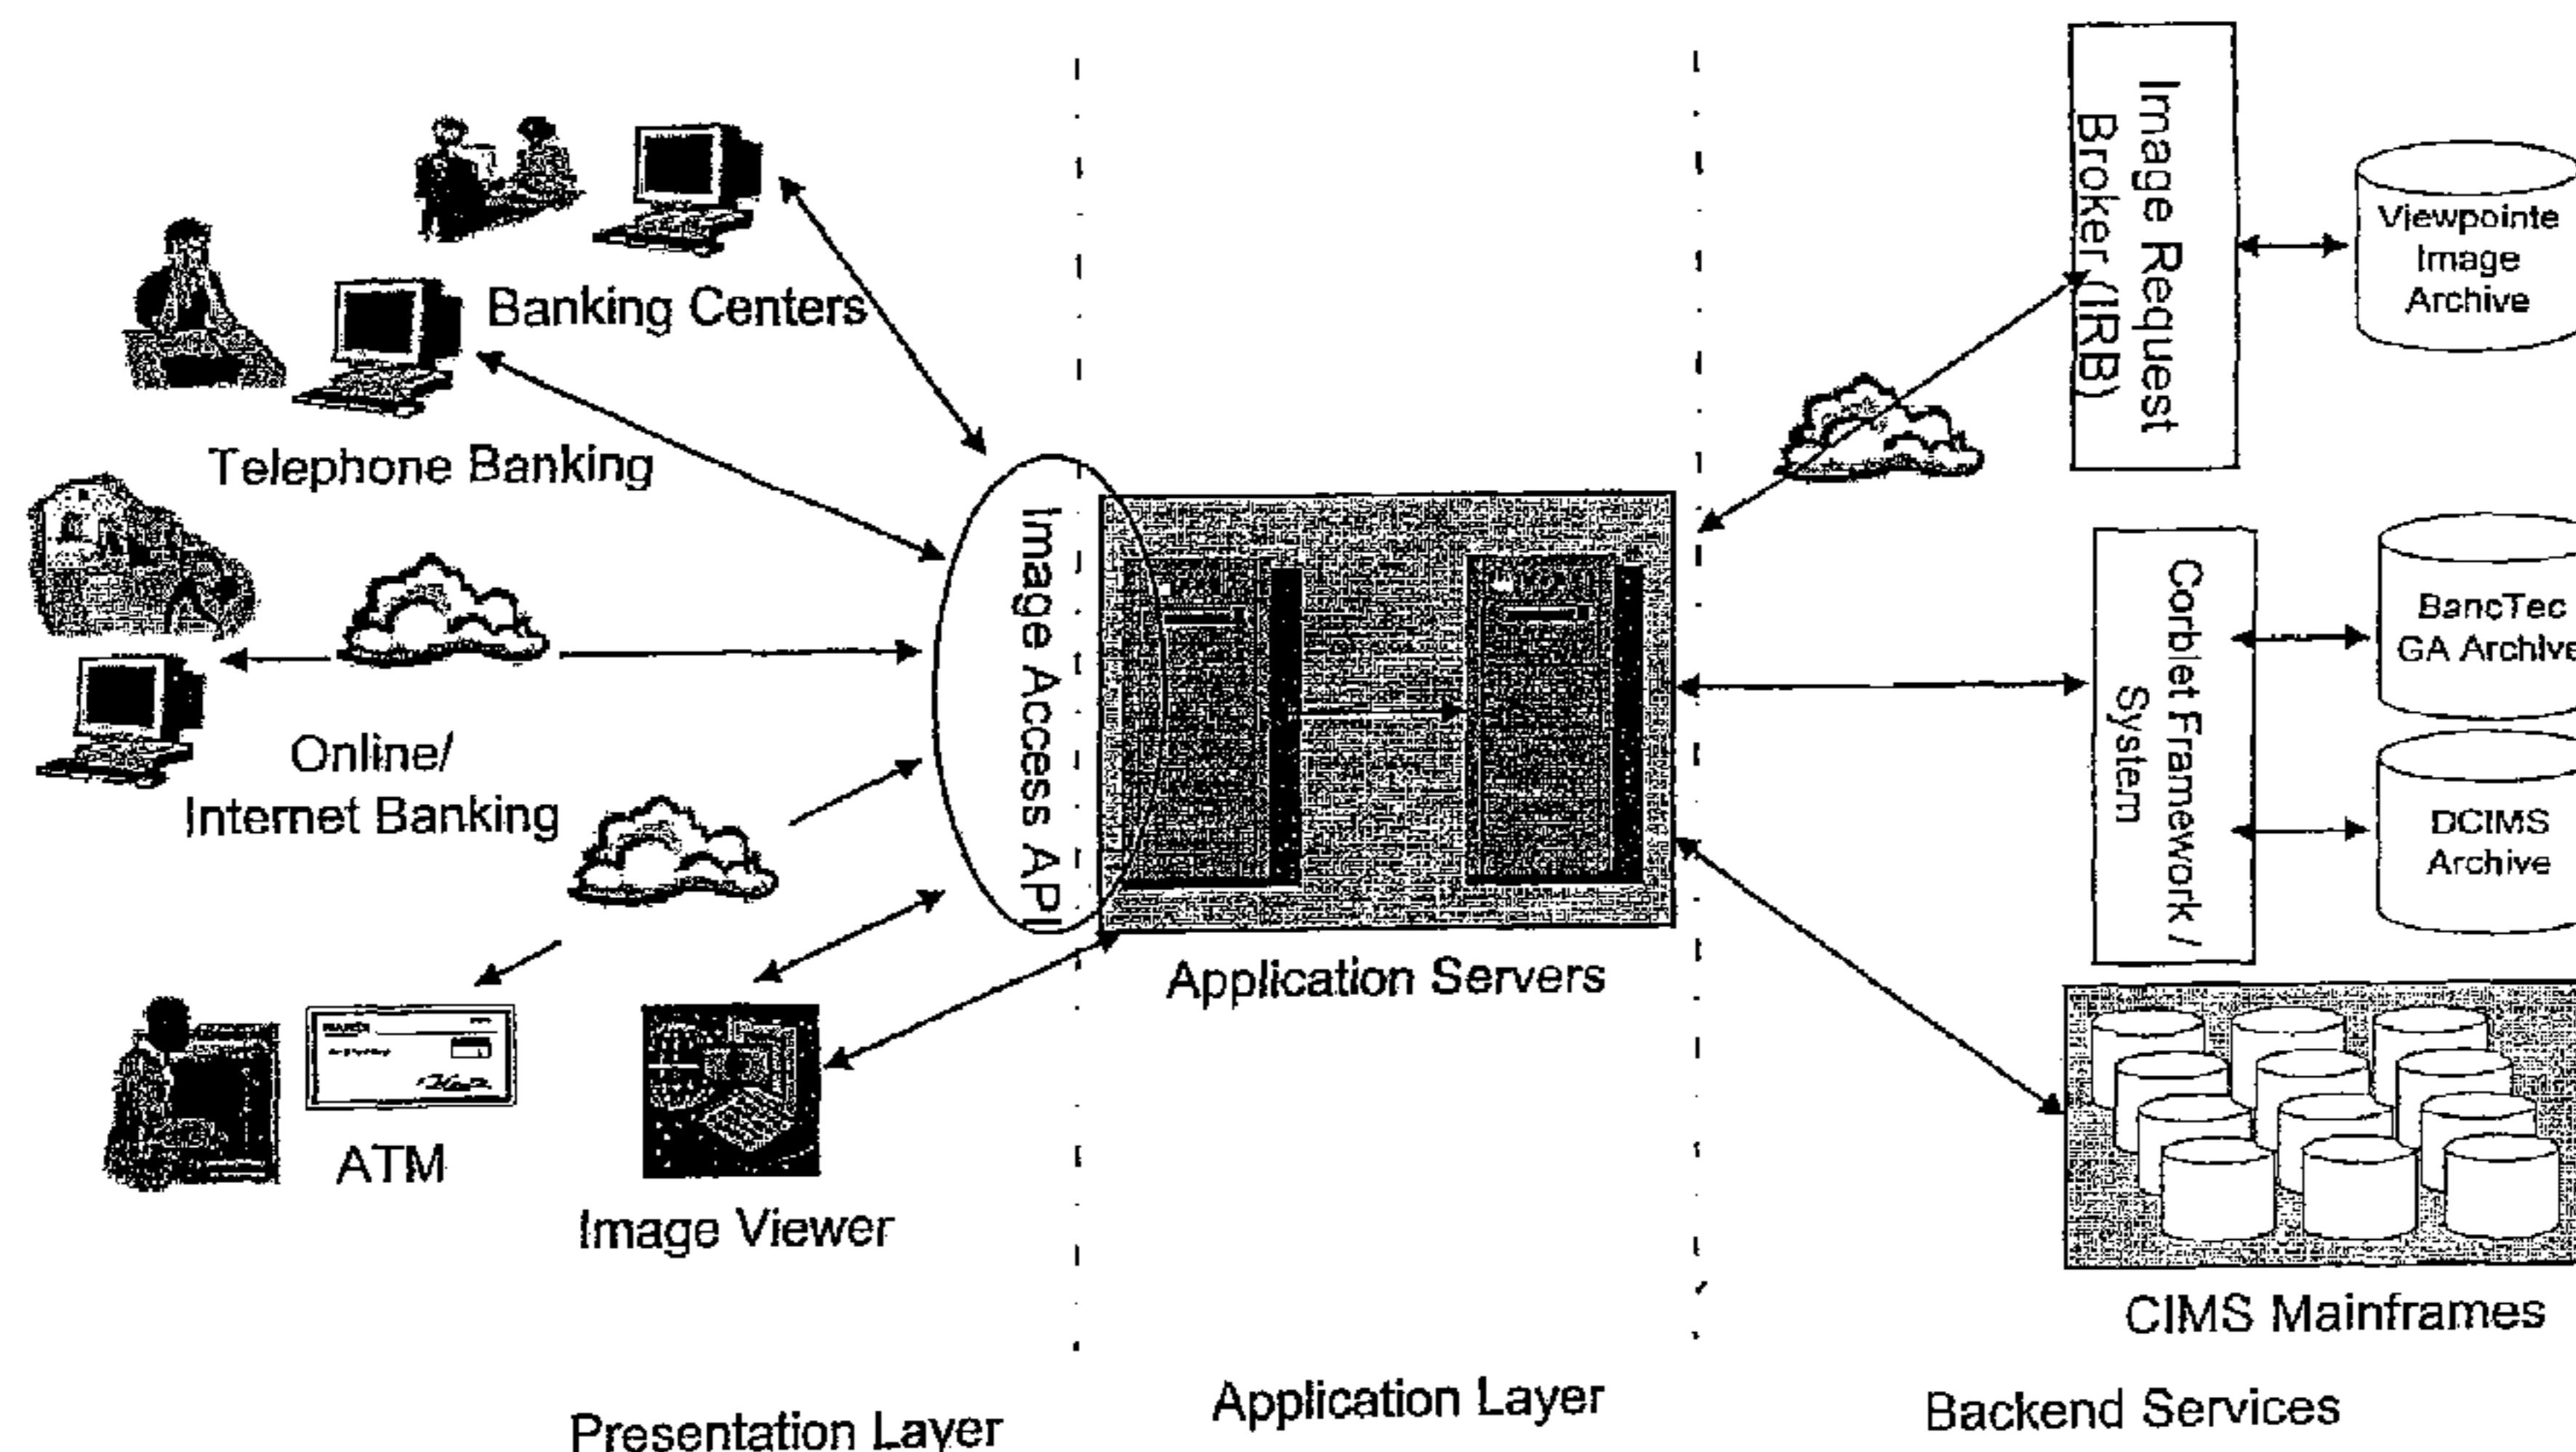 Banking Centers
Telephone Banking
Online/
Internet Banking
ATM
Image Viewer
Presentation Layer
Image Access API
Application Servers
Application Layer
Image Request
Broker (IRB)
Viewpointe
Image
Archive
Corblet Framework /
System
BancTec
GA Archive
DCIMS
Archive
CIMS Mainframes
Backend Services